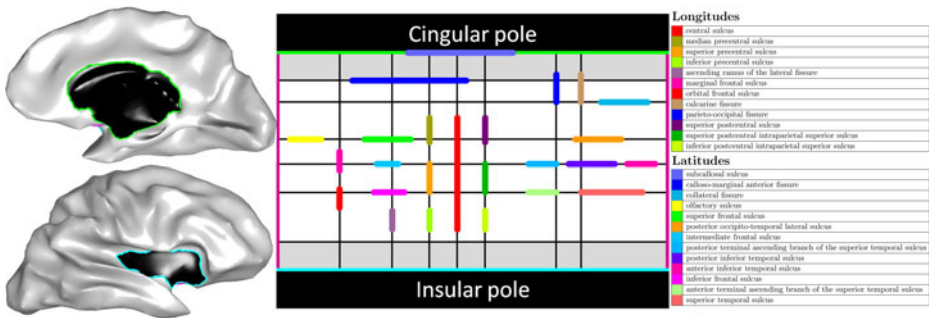 Cingular pole
Insular pole
Longitudes
central sulcus
median precentral sulcus
superior precentral sulcus
inferior precentral sulcus
ascending ramus of the lateral fissure
marginal frontal sulcus
orbital frontal sulcus
calcarine fissure
parieto-occipital fissure
superior postcentral sulcus
superior postcentral intraparietal superior sulcus
inferior postcentral intraparietal superior sulcus
Latitudes
subcallosal sulcus
calloso-marginal anterior fissure
collateral fissure
olfactory sulcus
superior frontal sulcus
posterior occipito-temporal lateral sulcus
intermediate frontal sulcus
posterior terminal ascending branch of the superior temporal sulcus
posterior inferior temporal sulcus
anterior inferior temporal sulcus
inferior frontal sulcus
anterior terminal ascending branch of the superior temporal sulcus
superior temporal sulcus